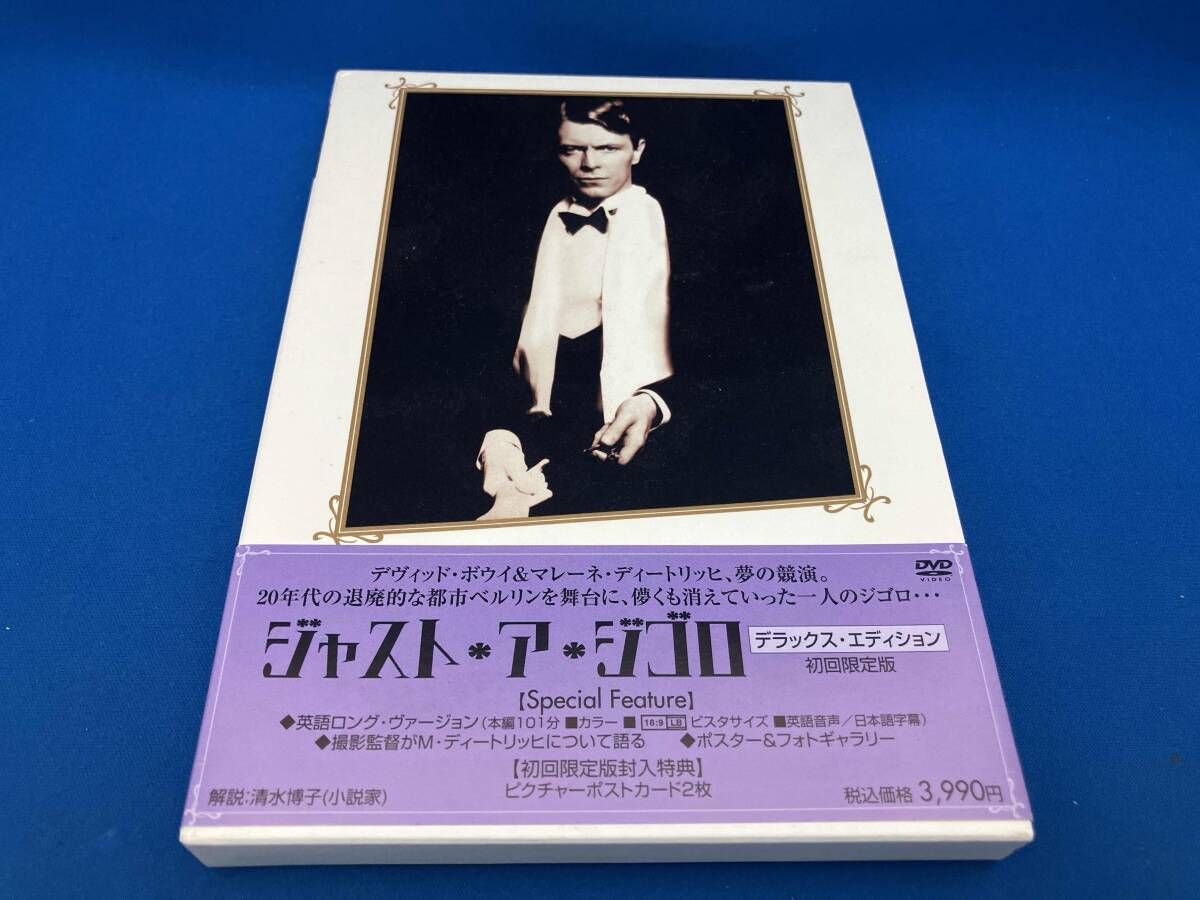 デヴィッド・ボウイ&マレーネ・ディートリッヒ、夢の競演。
20年代の退廃的な都市ベルリンを舞台に、儚くも消えていった一人のジゴロ・・・
DVD
VIDEO
ジャスト*ア*ジゴロ
デラックス・エディション
初回限定版
【Special Feature】
◆英語ロング・ヴァージョン(本編101分 ■カラー ■ 16:9 LB ビスタサイズ ■英語音声/日本語字幕)
◆撮影監督がM・ディートリッヒについて語る ◆ポスター&フォトギャラリー
【初回限定版封入特典】
ピクチャーポストカード2枚
解説:清水博子(小説家)
税込価格 3,990円